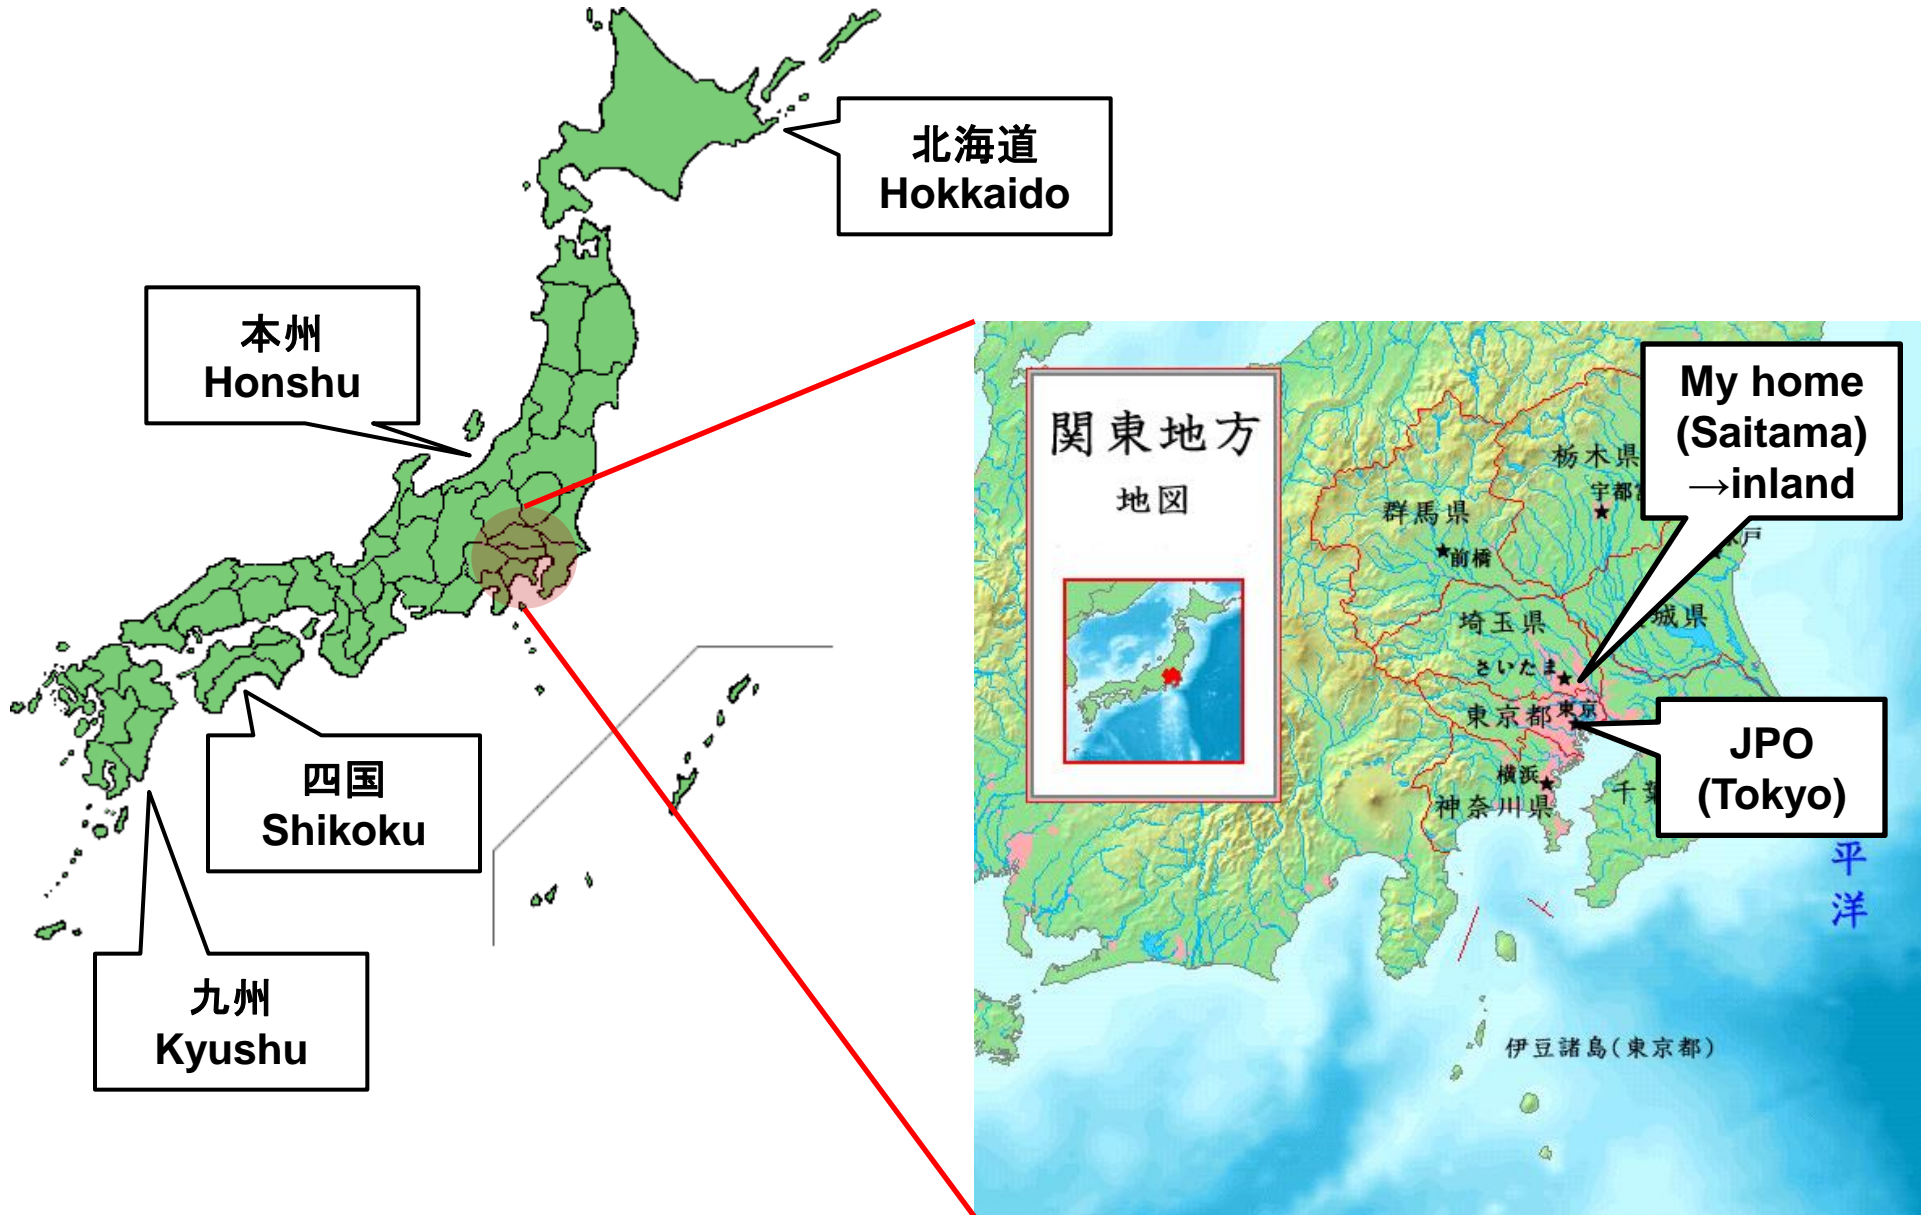 北海道
Hokkaido
本州
Honshu
四国
Shikoku
九州
Kyushu
関東地方
地図
My home
(Saitama)
→inland
栃木県
宇都
群馬県
前橋
戸
埼玉県
城県
さいたま
東京都
東京
JPO
(Tokyo)
横浜
神奈川県
千
平
洋
伊豆諸島(東京都)